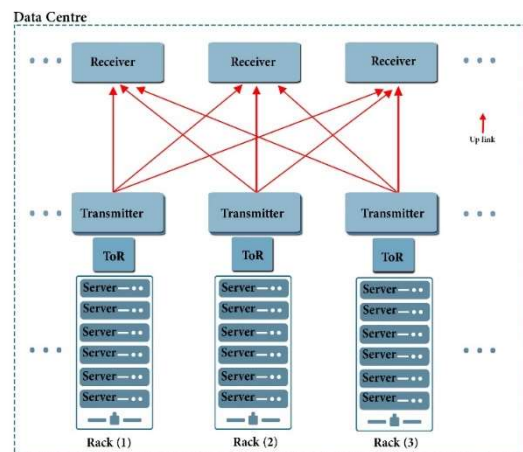 Data Centre
Receiver Receiver Receiver
Up link
Transmitter Transmitter Transmitter
ToR ToR ToR
Server Server Server
Server Server Server
Server Server Server
Server Server Server
Server Server Server
Server Server Server
Rack (1) Rack (2) Rack (3)